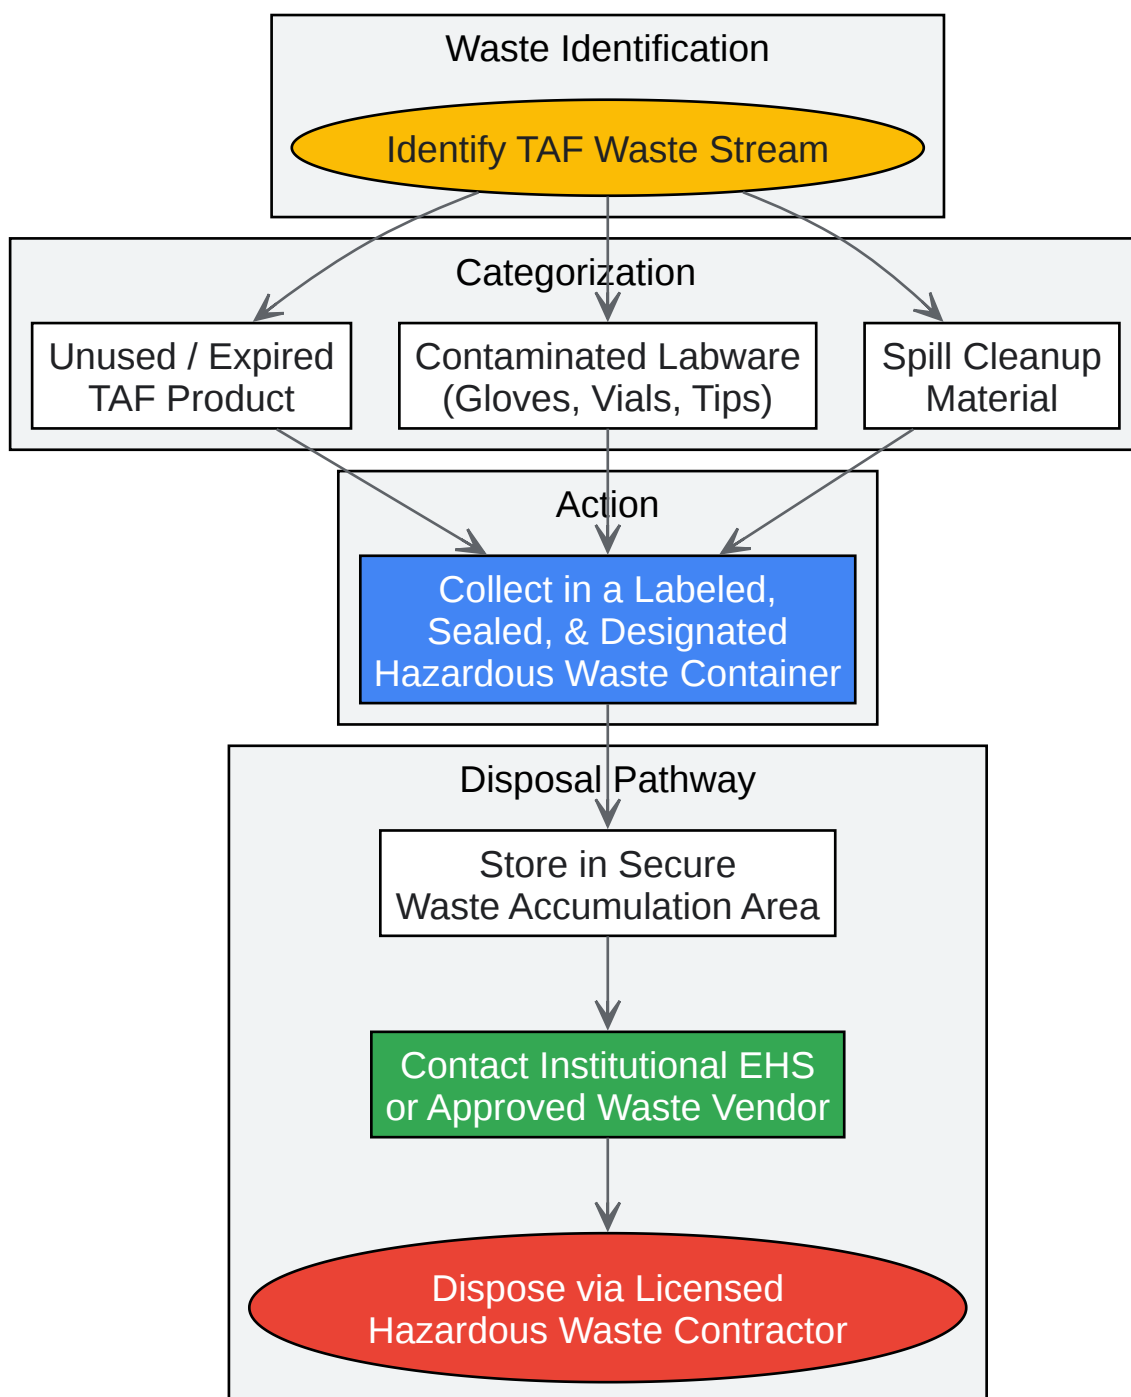 Waste Identification
Identify TAF Waste Stream
Categorization
Unused / Expired
TAF Product
Contaminated Labware
(Gloves, Vials, Tips)
Spill Cleanup
Material
Action
Collect in a Labeled,
Sealed, & Designated
Hazardous Waste Container
Disposal Pathway
Store in Secure
Waste Accumulation Area
Contact Institutional EHS
or Approved Waste Vendor
Dispose via Licensed
Hazardous Waste Contractor